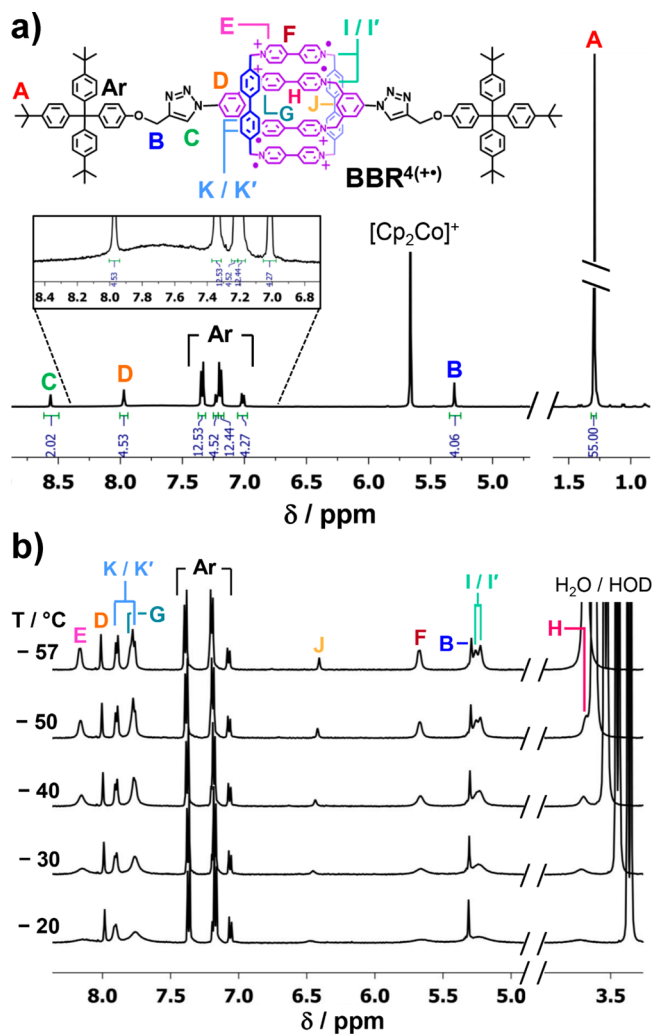 a)
E F I / I′
A Ar D H G J A
B C
K / K′ BBR4(+•)
N N N N N N O O
[Cp2Co]+
4.53 12.53 4.52 12.44 4.27
8.4 8.2 8.0 7.8 7.6 7.4 7.2 7.0 6.8
Ar
C D B
2.02 4.53 12.53 4.52 12.44 4.27 4.06 55.00
8.5 8.0 7.5 7.0 6.5 6.0 5.5 5.0 1.5 1.0
δ / ppm
b)
K / K′ Ar I / I′ H2O / HOD
T / °C E D G J F B H
− 57
− 50
− 40
− 30
− 20
8.0 7.5 7.0 6.5 6.0 5.5 5.0 3.5
δ / ppm